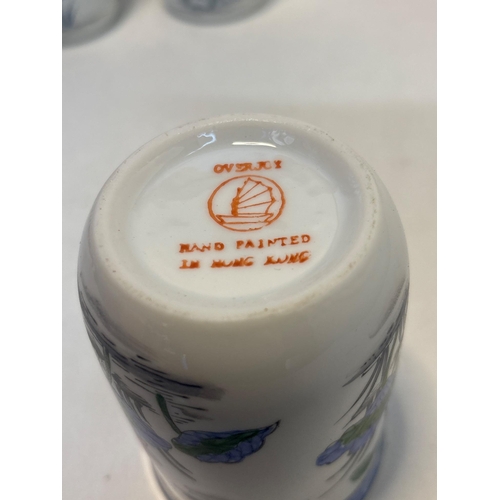 OVERJOY
HAND PAINTED
IN HONG KONG